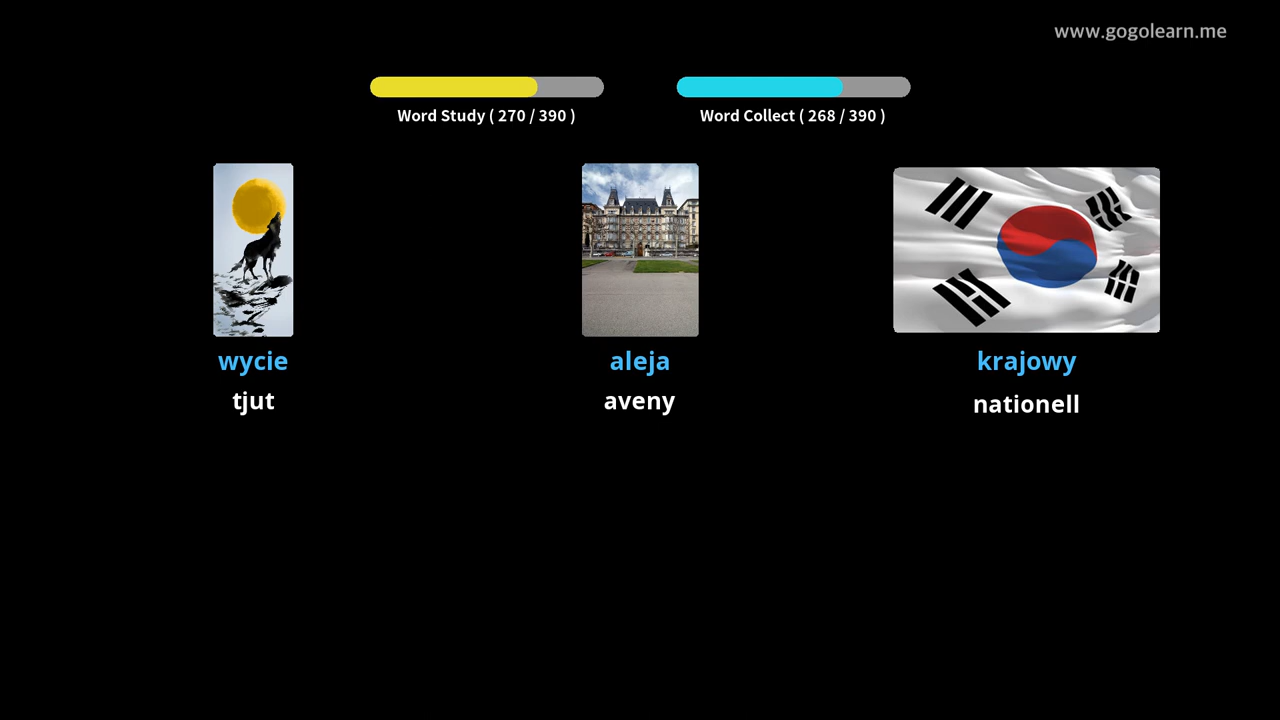 www.gogolearn.me
Word Study ( 270 / 390 )
Word Collect ( 268 / 390 )
wycie
aleja
krajowy
tjut
aveny
nationell